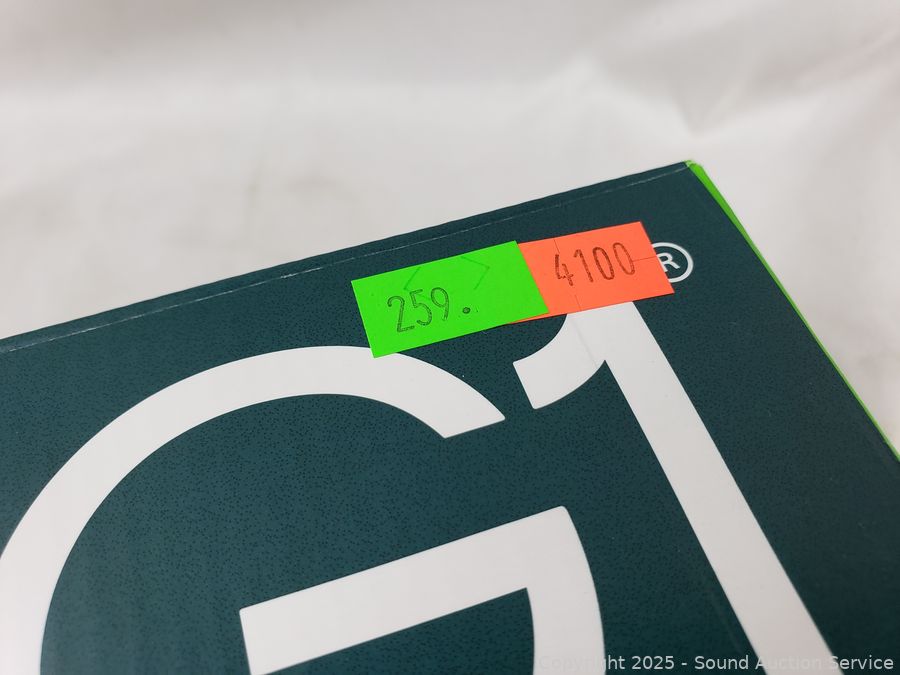 259. 4100
G1®
Copyright 2025 - Sound Auction Service